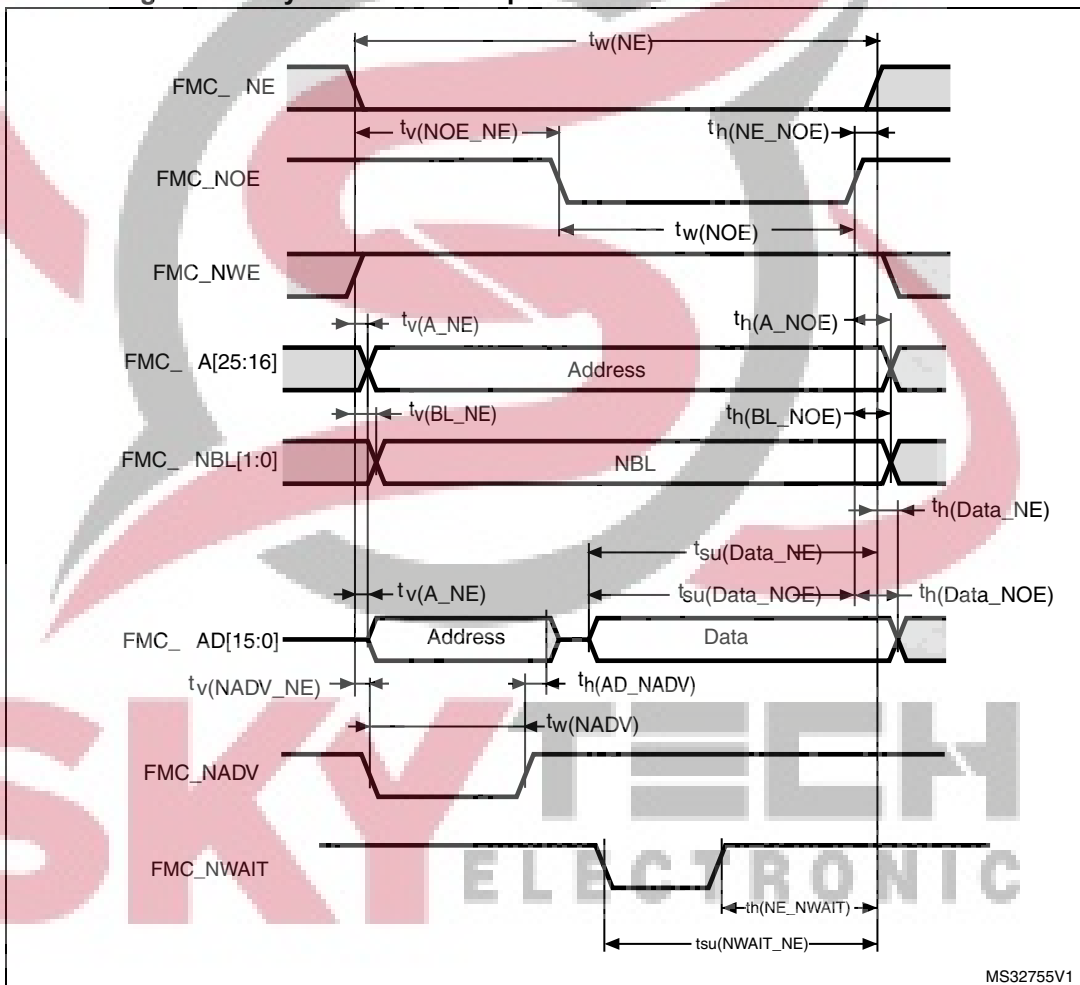 tw(NE)
FMC_ NE
tv(NOE_NE)
th(NE_NOE)
FMC_NOE
tw(NOE)
FMC_NWE
tv(A_NE)
th(A_NOE)
FMC_ A[25:16]
Address
tv(BL_NE)
th(BL_NOE)
FMC_ NBL[1:0]
NBL
th(Data_NE)
tsu(Data_NE)
tv(A_NE)
tsu(Data_NOE)
th(Data_NOE)
FMC_ AD[15:0]
Address
Data
tv(NADV_NE)
th(AD_NADV)
tw(NADV)
FMC_NADV
SKY TECH
FMC_NWAIT
ELECTRONIC
th(NE_NWAIT)
tsu(NWAIT_NE)
MS32755V1